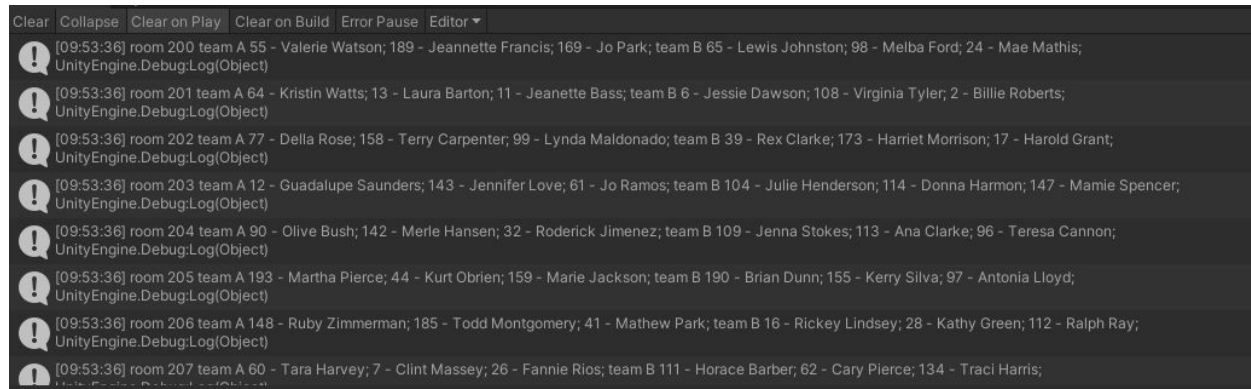 Clear Collapse Clear on Play Clear on Build Error Pause Editor
[09:53:36] room 200 team A 55 - Valerie Watson; 189 - Jeannette Francis; 169 - Jo Park; team B 65 - Lewis Johnston; 98 - Melba Ford; 24 - Mae Mathis;
UnityEngine.Debug:Log(Object)
[09:53:36] room 201 team A 64 - Kristin Watts; 13 - Laura Barton; 11 - Jeanette Bass; team B 6 - Jessie Dawson; 108 - Virginia Tyler; 2 - Billie Roberts;
UnityEngine.Debug:Log(Object)
[09:53:36] room 202 team A 77 - Della Rose; 158 - Terry Carpenter; 99 - Lynda Maldonado; team B 39 - Rex Clarke; 173 - Harriet Morrison; 17 - Harold Grant;
UnityEngine.Debug:Log(Object)
[09:53:36] room 203 team A 12 - Guadalupe Saunders; 143 - Jennifer Love; 61 - Jo Ramos; team B 104 - Julie Henderson; 114 - Donna Harmon; 147 - Mamie Spencer;
UnityEngine.Debug:Log(Object)
[09:53:36] room 204 team A 90 - Olive Bush; 142 - Merle Hansen; 32 - Roderick Jimenez; team B 109 - Jenna Stokes; 113 - Ana Clarke; 96 - Teresa Cannon;
UnityEngine.Debug:Log(Object)
[09:53:36] room 205 team A 193 - Martha Pierce; 44 - Kurt Obrien; 159 - Marie Jackson; team B 190 - Brian Dunn; 155 - Kerry Silva; 97 - Antonia Lloyd;
UnityEngine.Debug:Log(Object)
[09:53:36] room 206 team A 148 - Ruby Zimmerman; 185 - Todd Montgomery; 41 - Mathew Park; team B 16 - Rickey Lindsey; 28 - Kathy Green; 112 - Ralph Ray;
UnityEngine.Debug:Log(Object)
[09:53:36] room 207 team A 60 - Tara Harvey; 7 - Clint Massey; 26 - Fannie Rios; team B 111 - Horace Barber; 62 - Cary Pierce; 134 - Traci Harris;